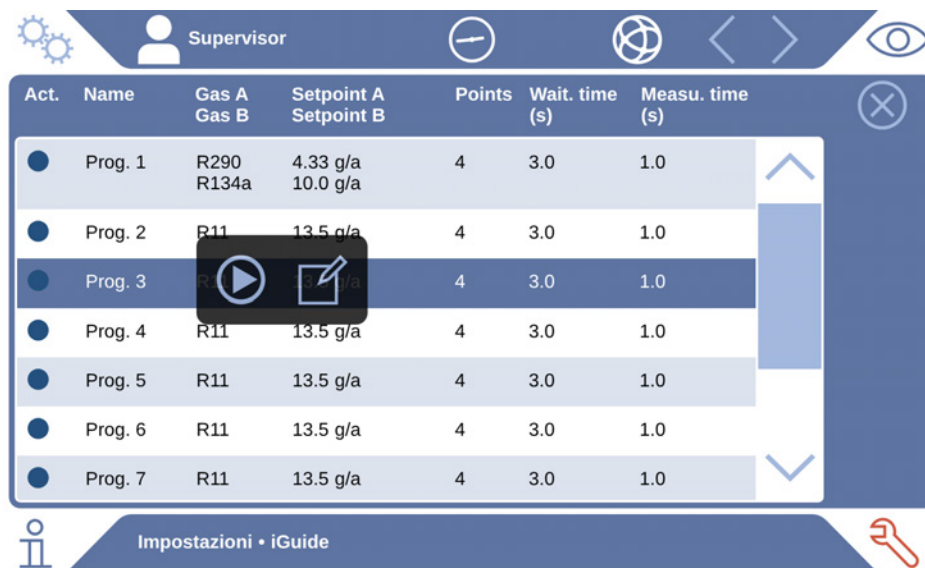 Supervisor
Act. Name Gas A Setpoint A Points Wait. time Measu. time
Gas B Setpoint B (s) (s)
Prog. 1 R290 4.33 g/a 4 3.0 1.0
R134a 10.0 g/a
Prog. 2 R11 13.5 g/a 4 3.0 1.0
Prog. 3 R11 13.5 g/a 4 3.0 1.0
Prog. 4 R11 13.5 g/a 4 3.0 1.0
Prog. 5 R11 13.5 g/a 4 3.0 1.0
Prog. 6 R11 13.5 g/a 4 3.0 1.0
Prog. 7 R11 13.5 g/a 4 3.0 1.0
Impostazioni • iGuide